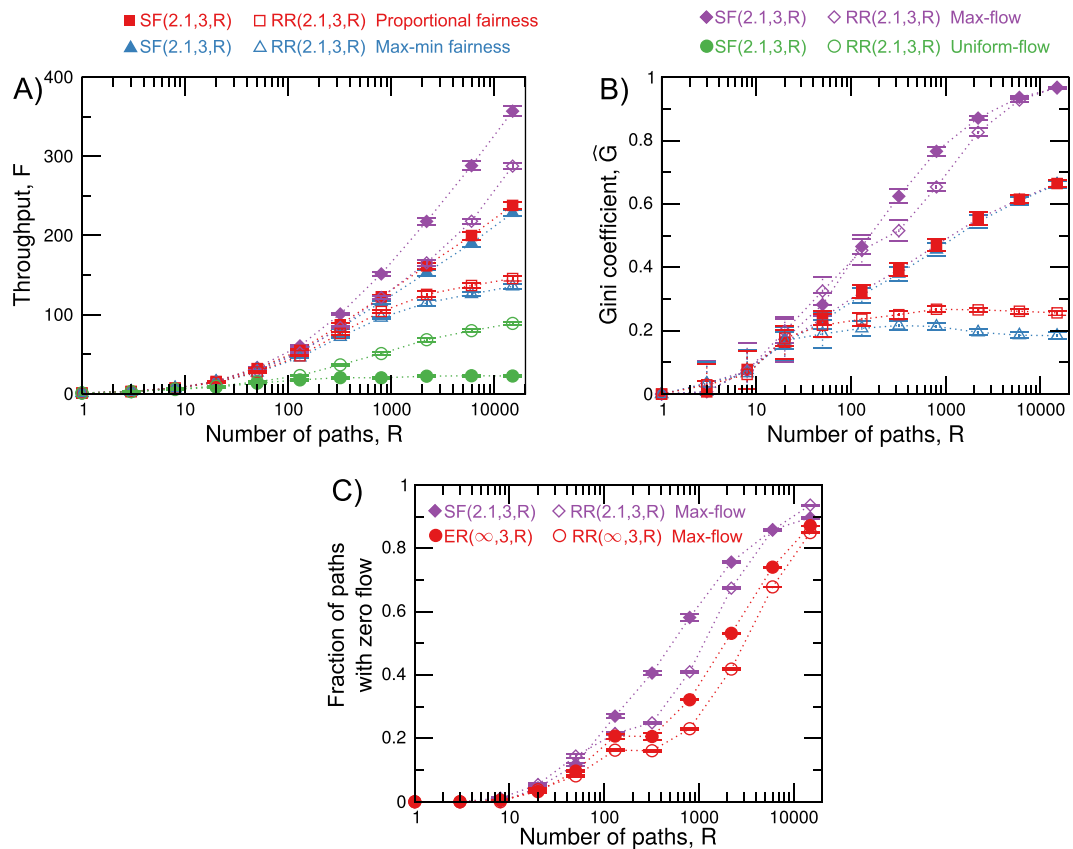 SF(2.1,3,R) RR(2.1,3,R) Proportional fairness
SF(2.1,3,R) RR(2.1,3,R) Max-min fairness
SF(2.1,3,R) RR(2.1,3,R) Max-flow
SF(2.1,3,R) RR(2.1,3,R) Uniform-flow
A)
400
300
200
100
0
Throughput, F
1 10 100 1000 10000
Number of paths, R
B)
1
0.8
0.6
0.4
0.2
0
Gini coefficient, Ĝ
1 10 100 1000 10000
Number of paths, R
C)
SF(2.1,3,R) RR(2.1,3,R) Max-flow
ER(∞,3,R) RR(∞,3,R) Max-flow
1
0.8
0.6
0.4
0.2
0
Fraction of paths
with zero flow
1 10 100 1000 10000
Number of paths, R